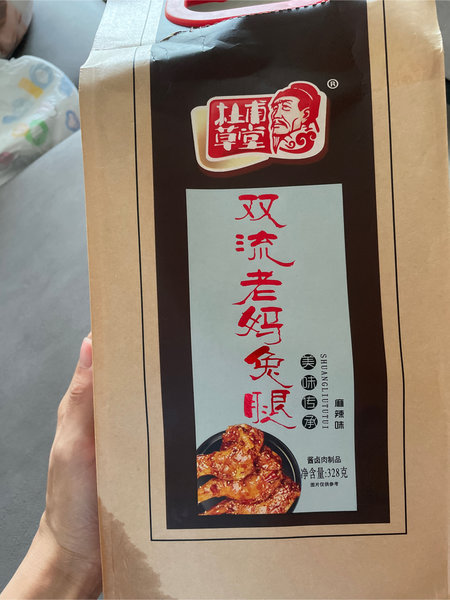 ®
杜甫
草堂
双流老妈兔腿
SHUANGLIUTUTUI
美味传承
麻辣味
酱卤肉制品
净含量:328克
图片仅供参考